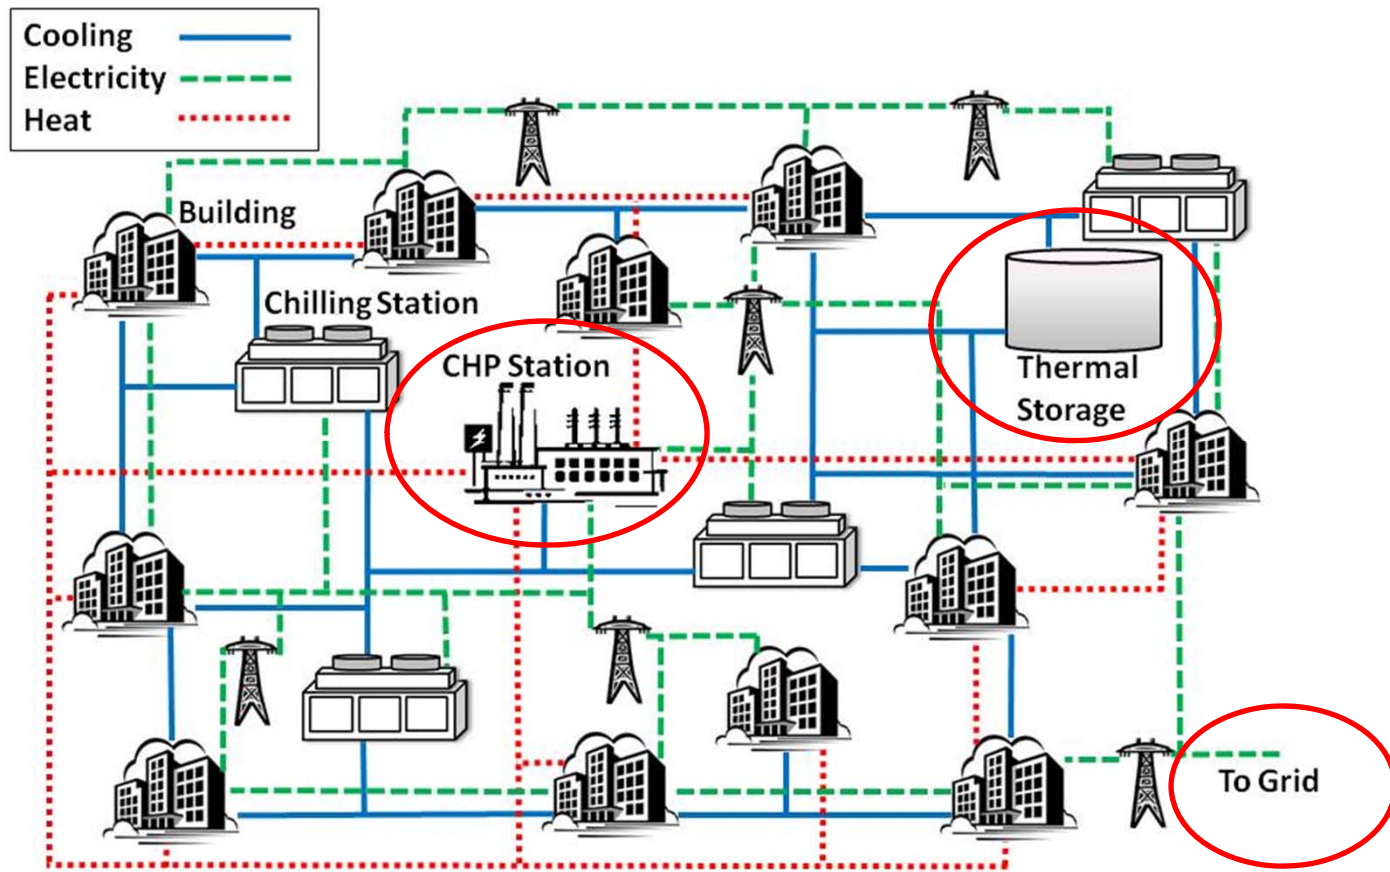 Cooling
Electricity
Heat
Building
Chilling Station
CHP Station
Thermal
Storage
To Grid